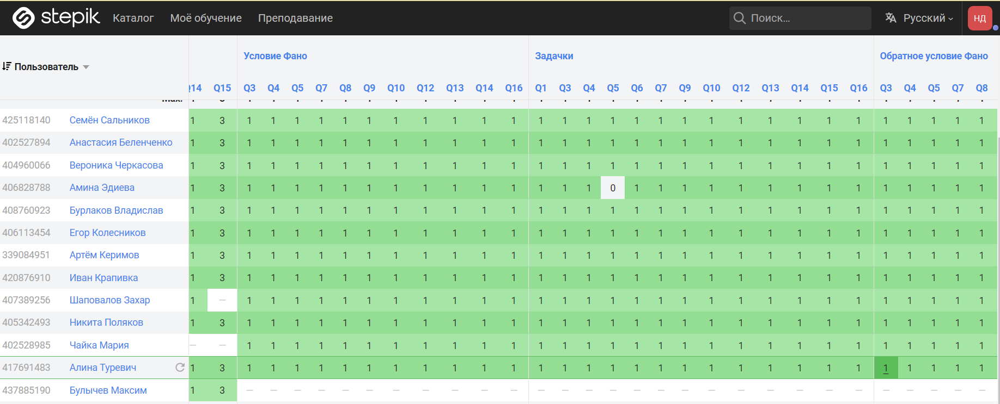 stepik Каталог Моё обучение Преподавание Поиск... Русский НД
Условие Фано Задачки Обратное условие Фано
Пользователь
Q14 Q15 Q3 Q4 Q5 Q7 Q8 Q9 Q10 Q12 Q13 Q14 Q16 Q1 Q3 Q4 Q5 Q6 Q7 Q9 Q10 Q12 Q13 Q14 Q15 Q16 Q3 Q4 Q5 Q7 Q8
425118140 Семён Сальников 1 3 1 1 1 1 1 1 1 1 1 1 1 1 1 1 1 1 1 1 1 1 1 1 1 1 1 1 1 1 1
402527894 Анастасия Беленченко 1 3 1 1 1 1 1 1 1 1 1 1 1 1 1 1 1 1 1 1 1 1 1 1 1 1 1 1 1 1 1
404960066 Вероника Черкасова 1 3 1 1 1 1 1 1 1 1 1 1 1 1 1 1 1 1 1 1 1 1 1 1 1 1 1 1 1 1 1
406828788 Амина Эдиева 1 3 1 1 1 1 1 1 1 1 1 1 1 1 1 1 0 1 1 1 1 1 1 1 1 1 1 1 1 1 1
408760923 Бурлаков Владислав 1 3 1 1 1 1 1 1 1 1 1 1 1 1 1 1 1 1 1 1 1 1 1 1 1 1 1 1 1 1 1
406113454 Егор Колесников 1 3 1 1 1 1 1 1 1 1 1 1 1 1 1 1 1 1 1 1 1 1 1 1 1 1 1 1 1 1 1
339084951 Артём Керимов 1 3 1 1 1 1 1 1 1 1 1 1 1 1 1 1 1 1 1 1 1 1 1 1 1 1 1 1 1 1 1
420876910 Иван Крапивка 1 3 1 1 1 1 1 1 1 1 1 1 1 1 1 1 1 1 1 1 1 1 1 1 1 1 1 1 1 1 1
407389256 Шаповалов Захар 1 – 1 1 1 1 1 1 1 1 1 1 1 1 1 1 1 1 1 1 1 1 1 1 1 1 1 1 1 1 1
405342493 Никита Поляков 1 3 1 1 1 1 1 1 1 1 1 1 1 1 1 1 1 1 1 1 1 1 1 1 1 1 1 1 1 1 1
402528985 Чайка Мария – – 1 1 1 1 1 1 1 1 1 1 1 1 1 1 1 1 1 1 1 1 1 1 1 1 1 1 1 1 1
417691483 Алина Туревич 1 3 1 1 1 1 1 1 1 1 1 1 1 1 1 1 1 1 1 1 1 1 1 1 1 1 1 1 1 1 1
437885190 Булычев Максим 1 3 – – – – – – – – – – – – – – – – – – – – – – – – – – – – –